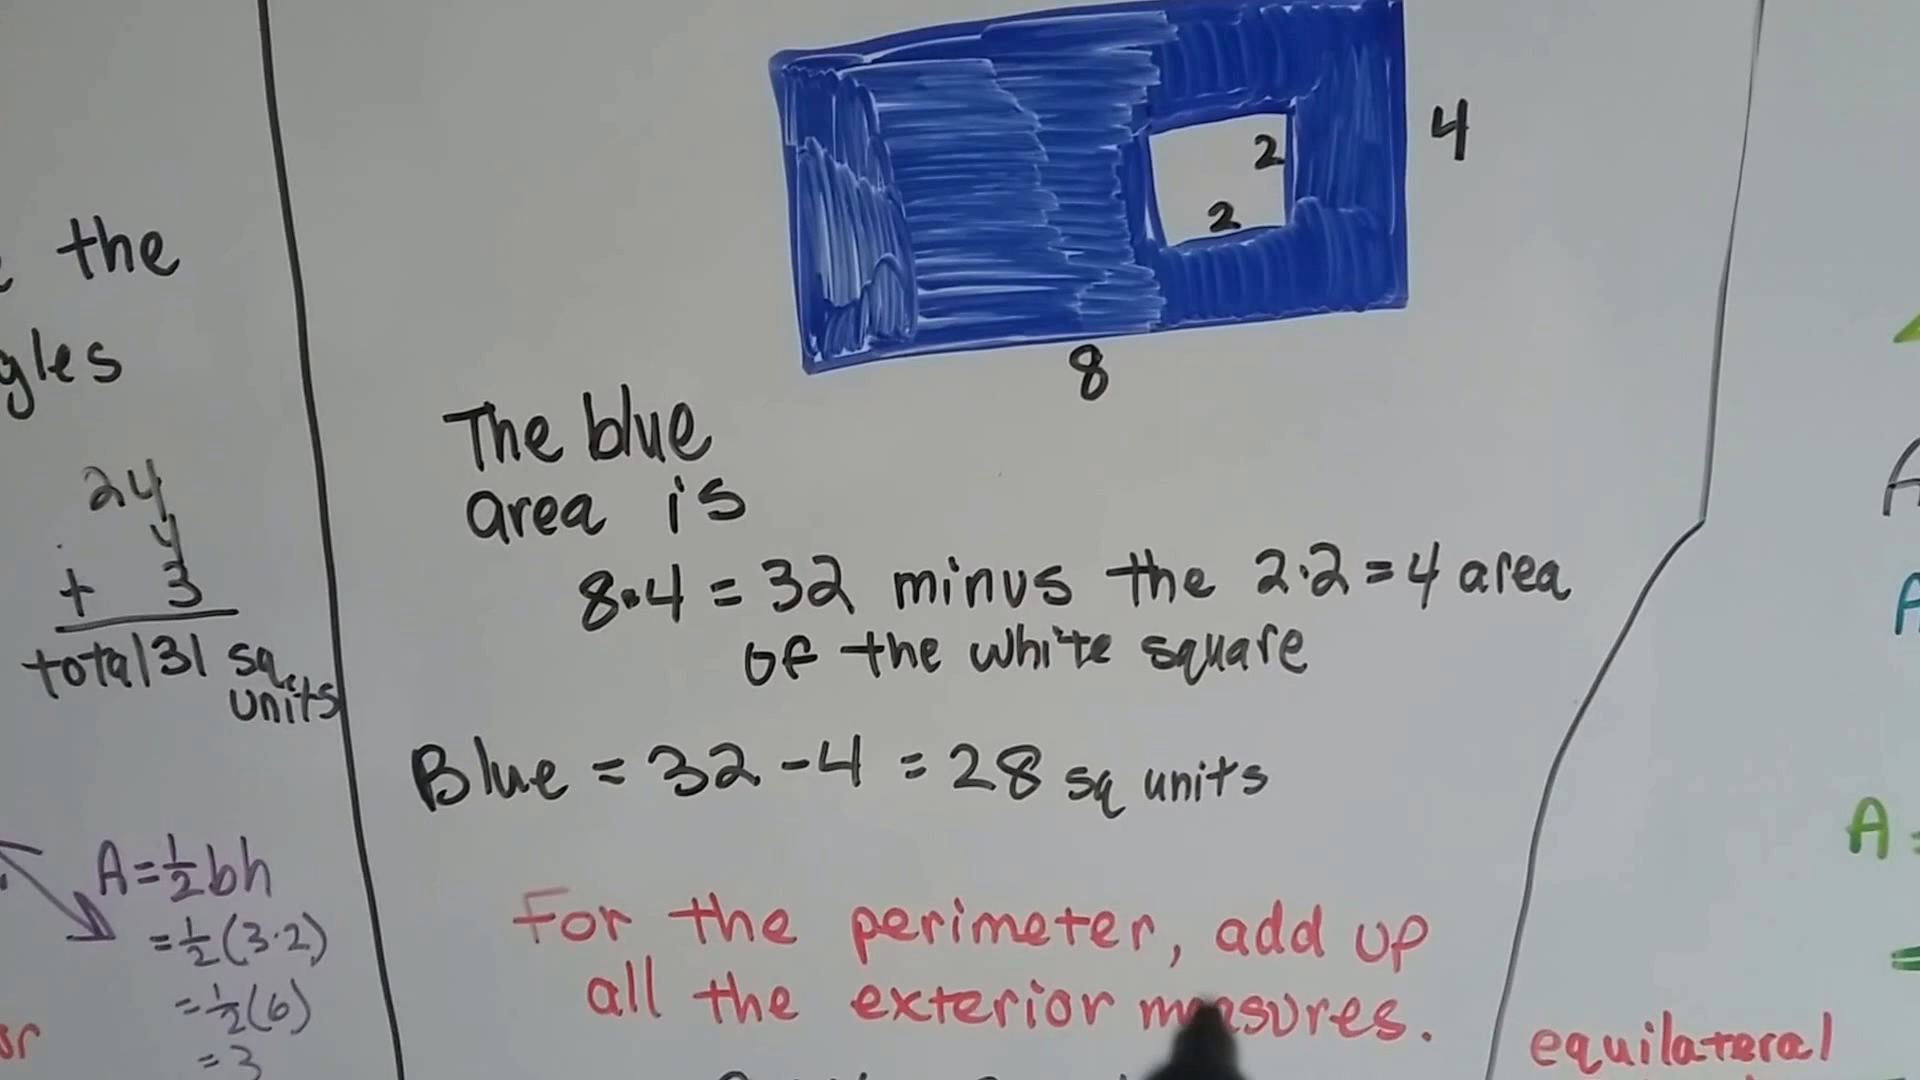 the
gles
24
4
+ 3
total 31 sq.
units
A = ½bh
= ½(3·2)
= ½(6)
= 3
or
4
2
2
8
The blue
area is
8·4 = 32 minus the 2·2 = 4 area
of the white square
Blue = 32 - 4 = 28 sq units
For the perimeter, add up
all the exterior measures.
A
A
A =
=
equilateral